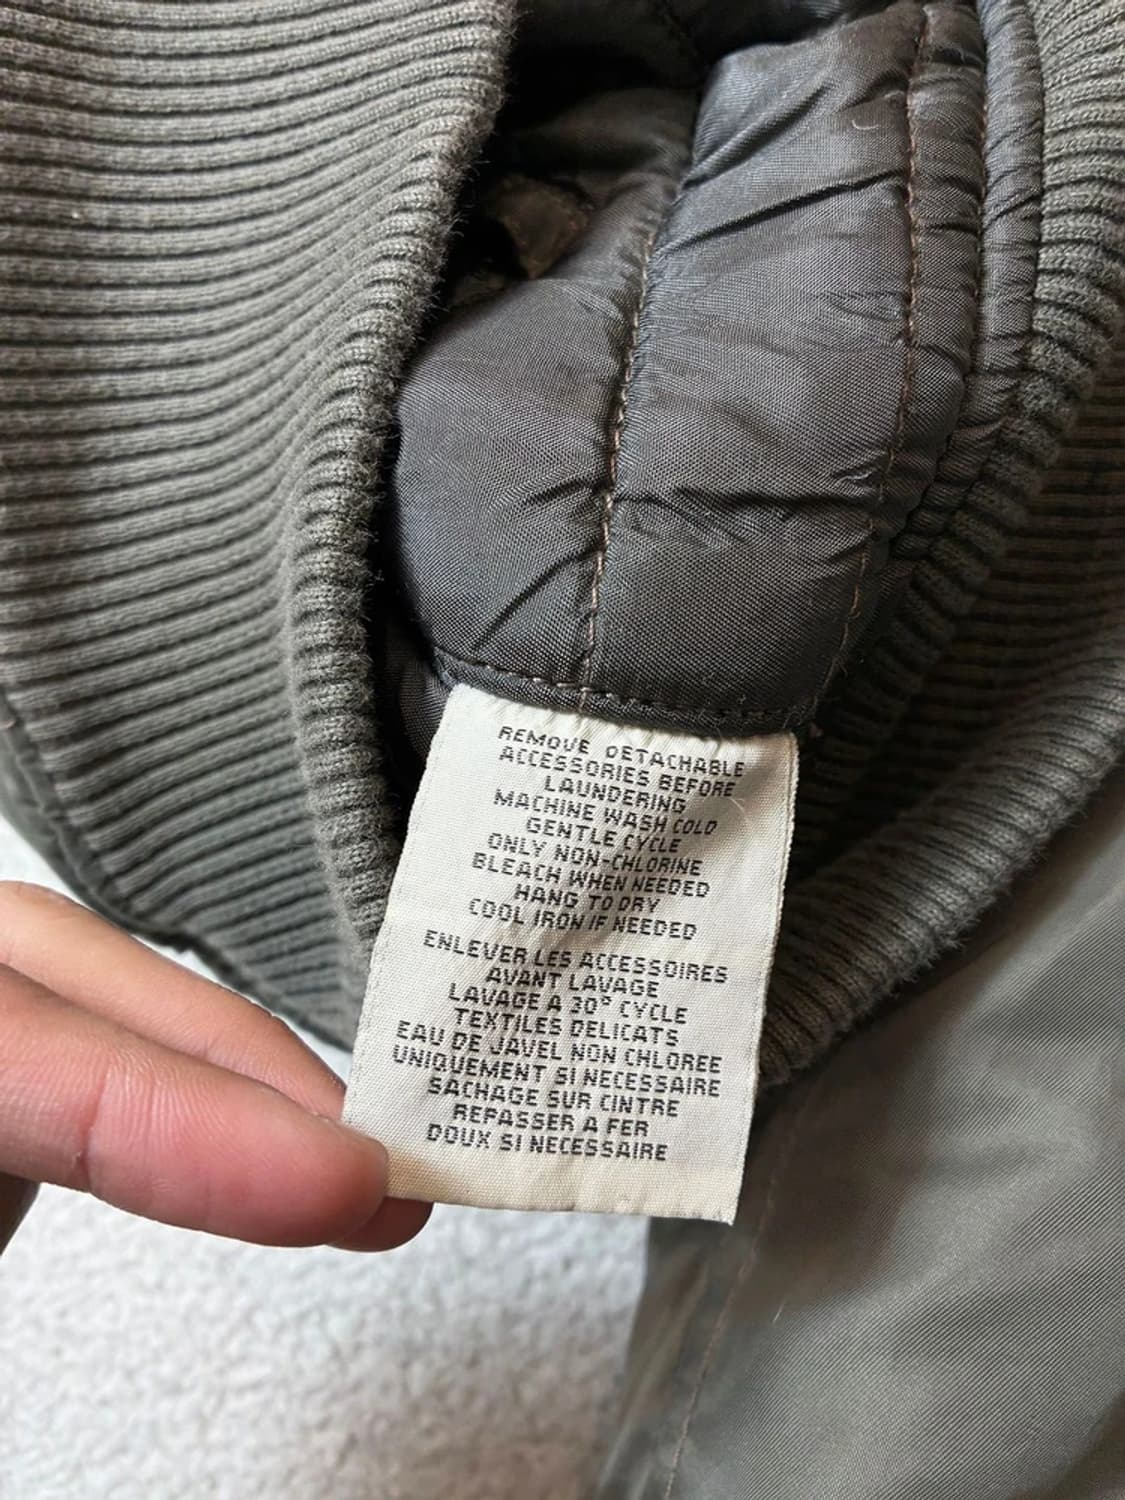 REMOVE DETACHABLE
ACCESSORIES BEFORE
LAUNDERING
MACHINE WASH COLD
GENTLE CYCLE
ONLY NON-CHLORINE
BLEACH WHEN NEEDED
HANG TO DRY
COOL IRON IF NEEDED
ENLEVER LES ACCESSOIRES
AVANT LAVAGE
LAVAGE A 30° CYCLE
TEXTILES DELICATS
EAU DE JAVEL NON CHLOREE
UNIQUEMENT SI NECESSAIRE
SACHAGE SUR CINTRE
REPASSER A FER
DOUX SI NECESSAIRE